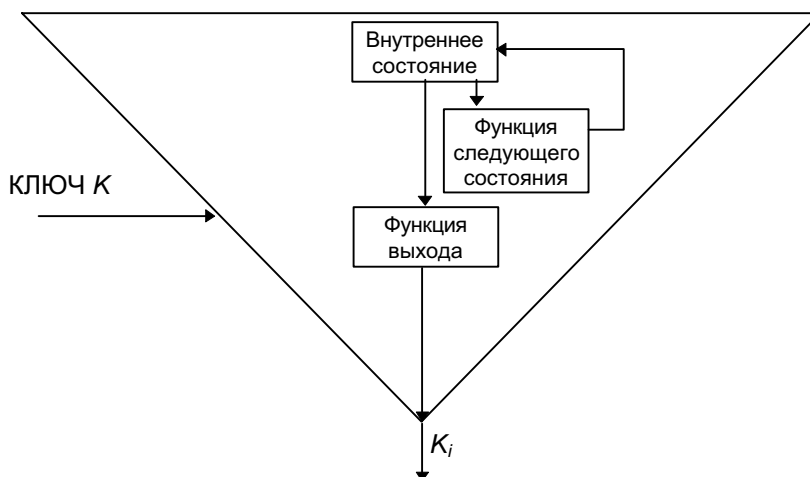 Внутреннее
состояние
Функция
следующего
состояния
КЛЮЧ K
Функция
выхода
Ki